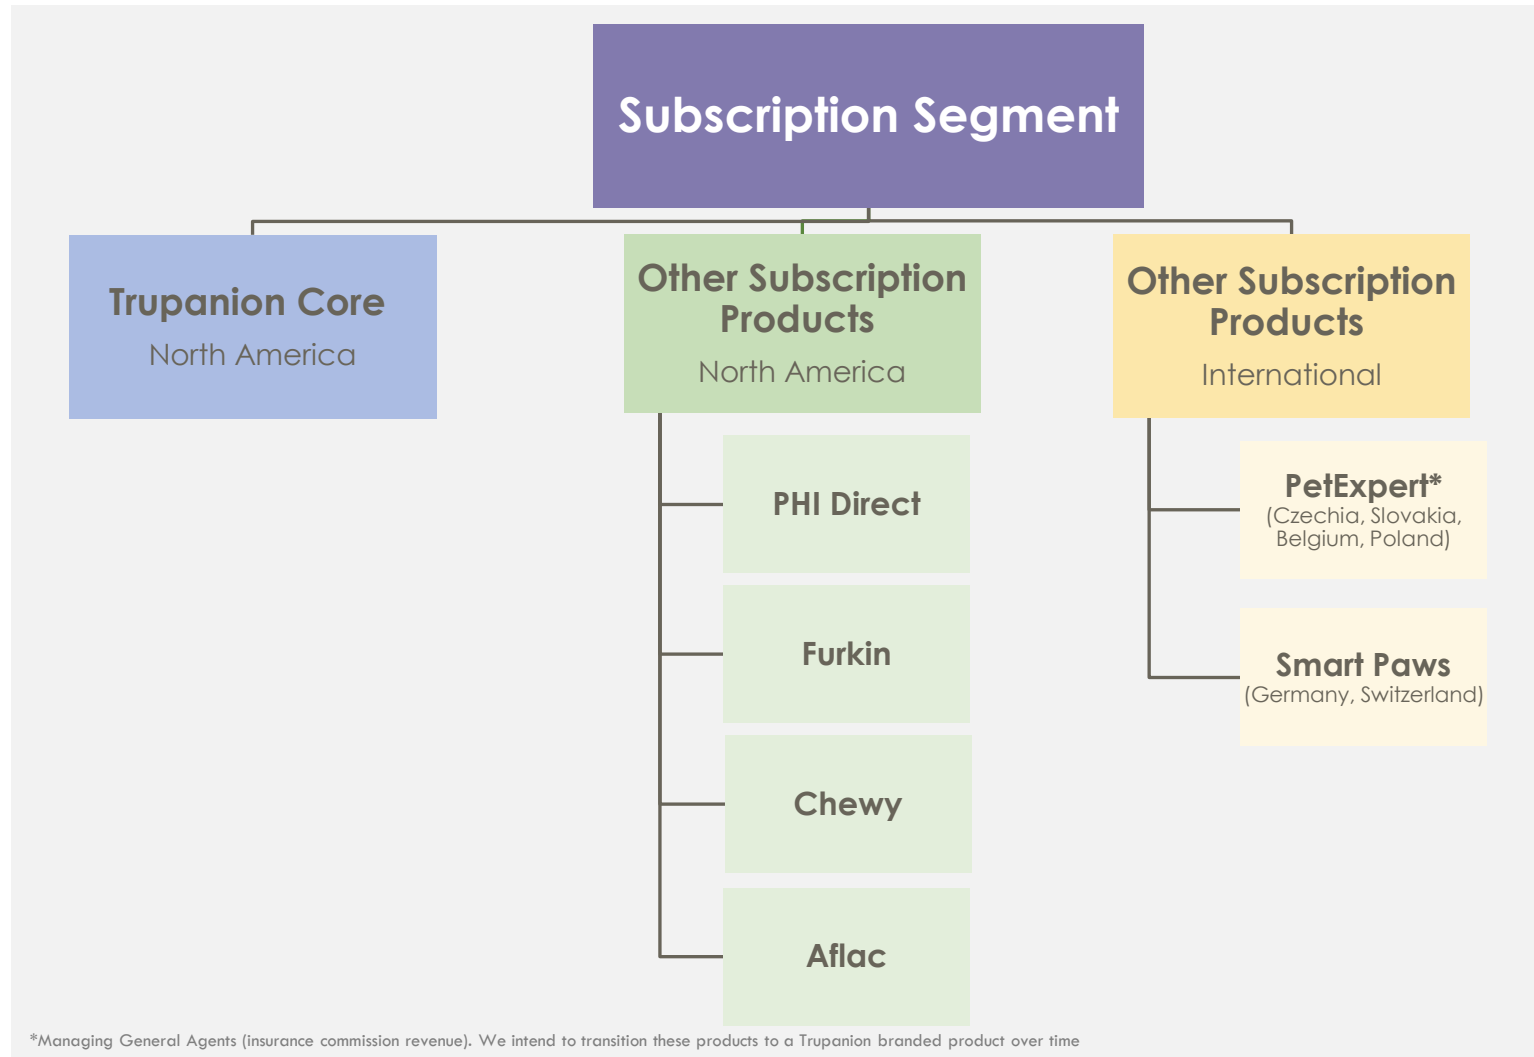 Subscription Segment
Trupanion Core
North America
Other Subscription
Products
North America
PHI Direct
Furkin
Chewy
Aflac
Other Subscription
Products
International
PetExpert*
(Czechia, Slovakia,
Belgium, Poland)
Smart Paws
(Germany, Switzerland)
*Managing General Agents (insurance commission revenue). We intend to transition these products to a Trupanion branded product over time